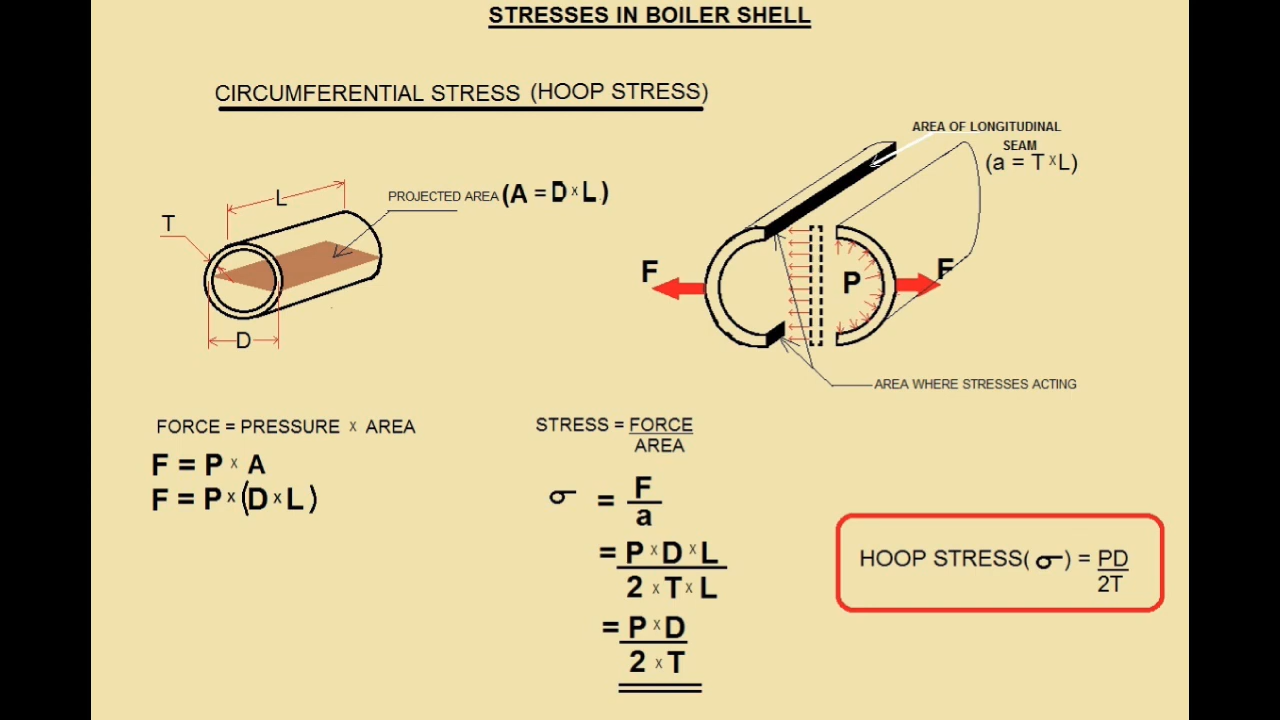 STRESSES IN BOILER SHELL
CIRCUMFERENTIAL STRESS (HOOP STRESS)
AREA OF LONGITUDINAL
SEAM
(a = T x L)
L
PROJECTED AREA (A = D x L)
T
F
P
F
D
AREA WHERE STRESSES ACTING
FORCE = PRESSURE x AREA
F = P x A
F = P x (D x L)
STRESS = FORCE
AREA
σ = F
a
= P x D x L
2 x T x L
= P x D
2 x T
HOOP STRESS( σ ) = PD
2T